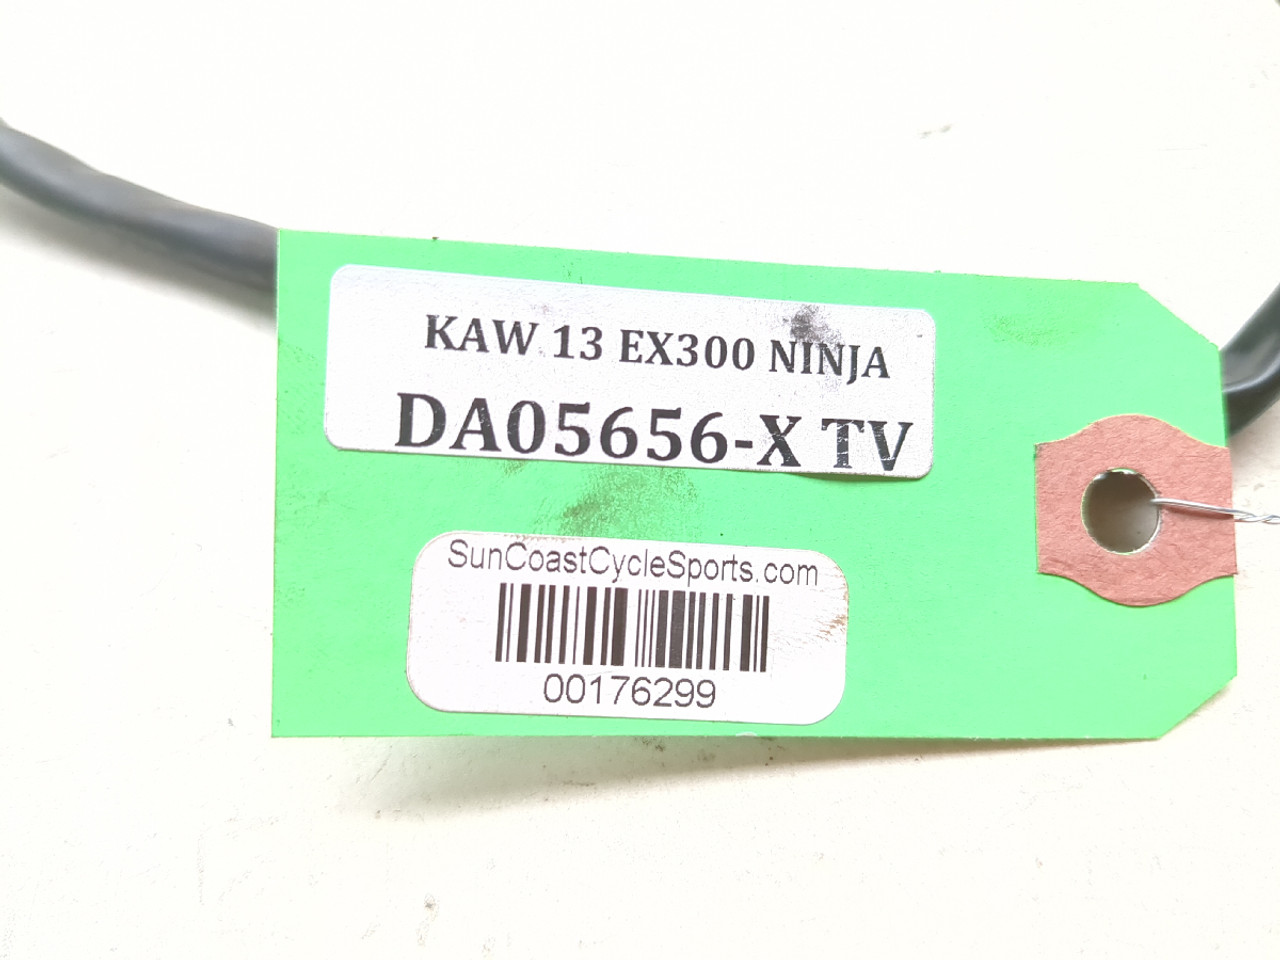 KAW 13 EX300 NINJA
DA05656-X TV
SunCoastCycleSports.com
00176299